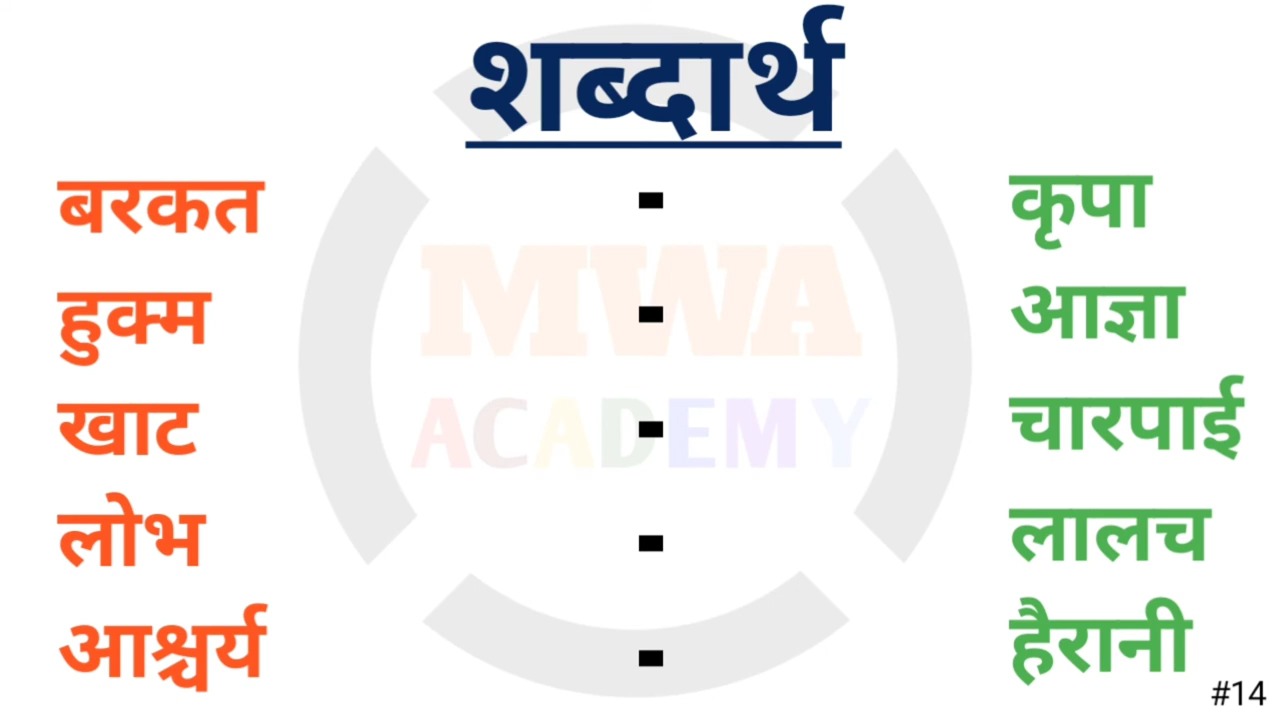 शब्दार्थ
बरकत - कृपा
हुक्म - आज्ञा
MWA
खाट - चारपाई
ACADEMY
लोभ - लालच
आश्चर्य - हैरानी
#14